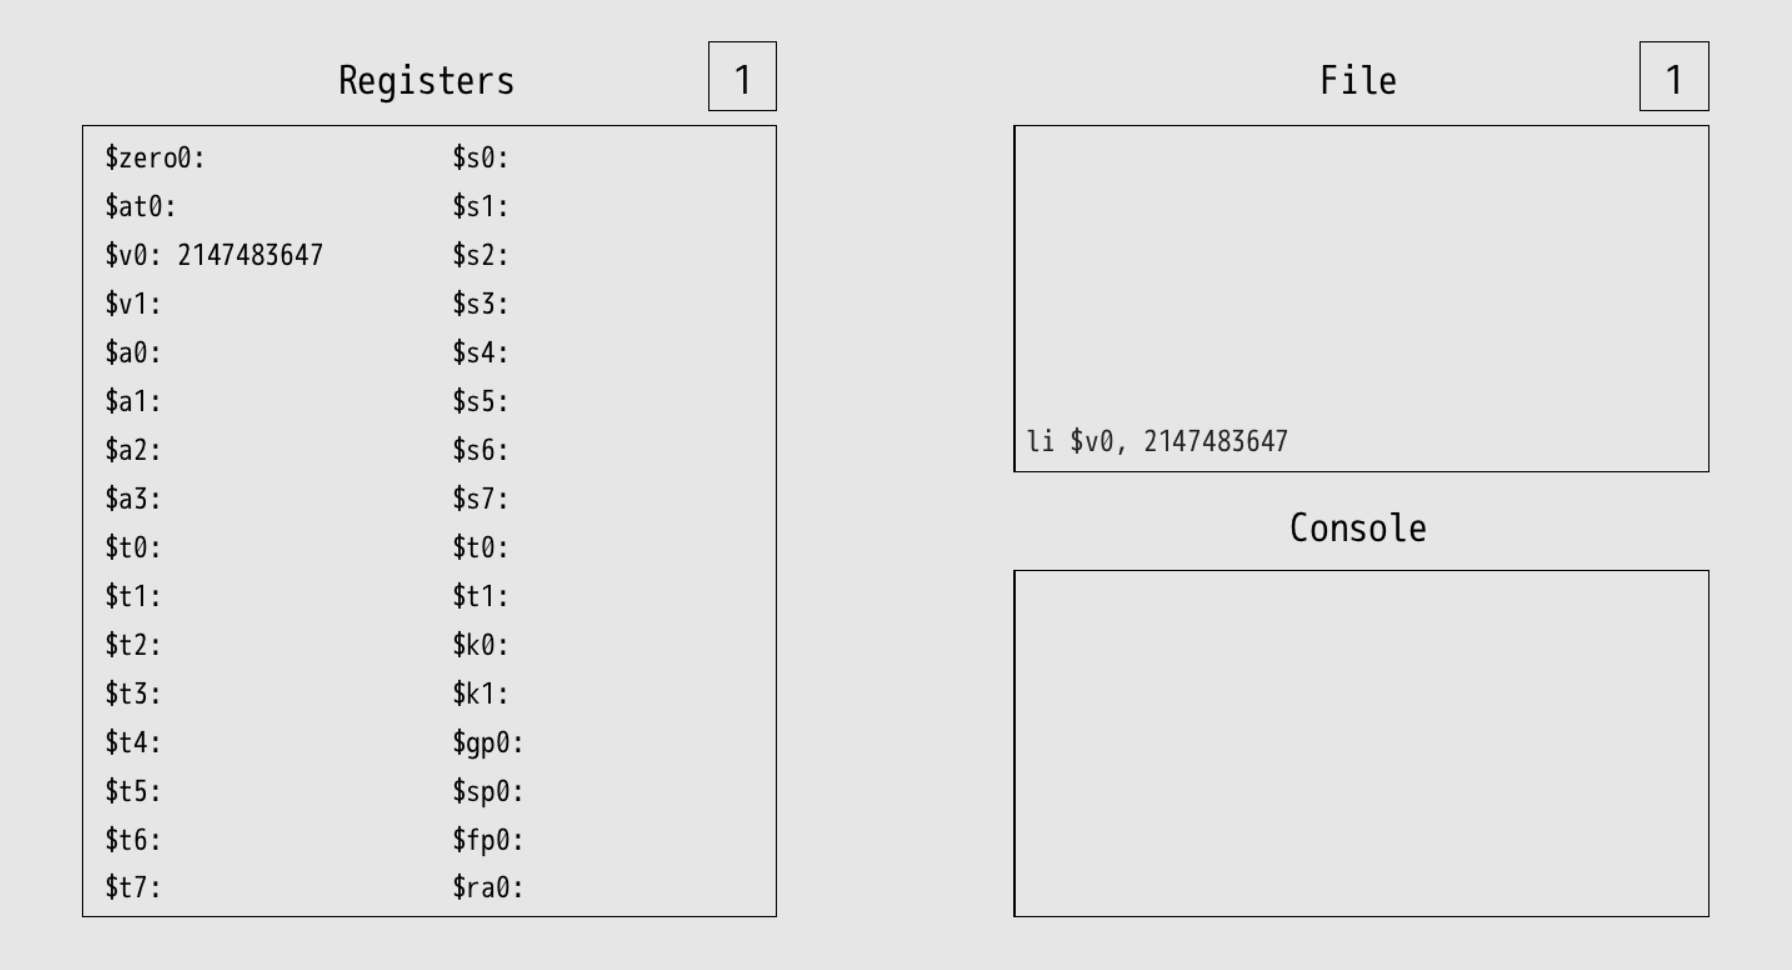 Registers
1
$zero0:
$at0:
$v0: 2147483647
$v1:
$a0:
$a1:
$a2:
$a3:
$t0:
$t1:
$t2:
$t3:
$t4:
$t5:
$t6:
$t7:
$s0:
$s1:
$s2:
$s3:
$s4:
$s5:
$s6:
$s7:
$t0:
$t1:
$k0:
$k1:
$gp0:
$sp0:
$fp0:
$ra0:
File
1
li $v0, 2147483647
Console